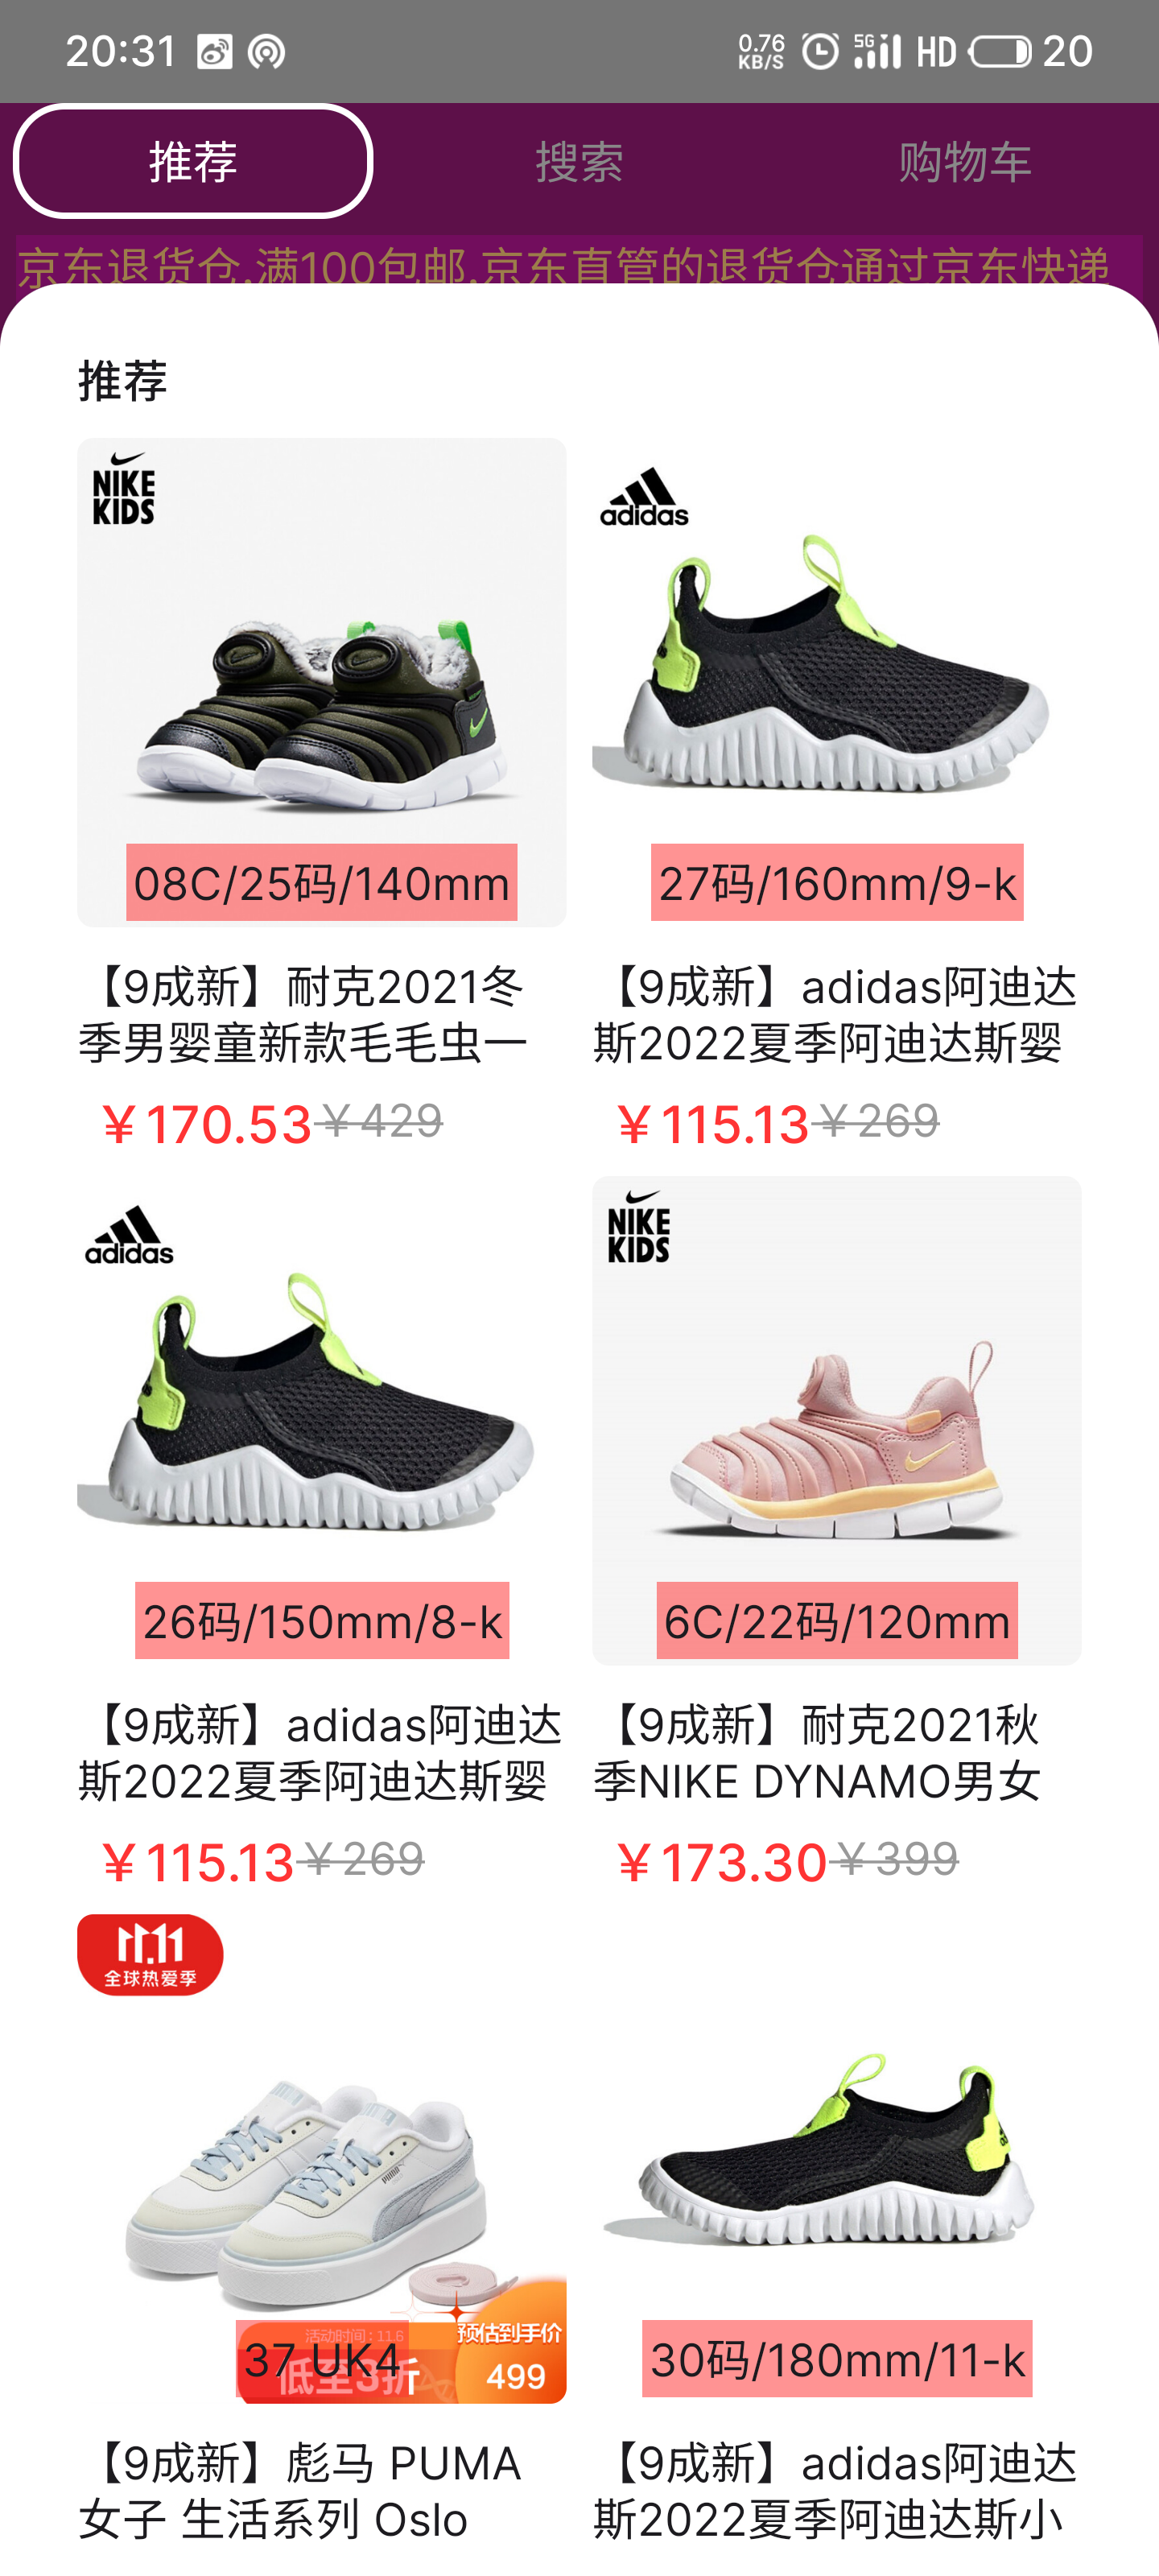 20:31
0.76 KB/S 5G HD 20
推荐 搜索 购物车
京东退货仓,满100包邮,京东直管的退货仓通过京东快递
推荐
NIKE
KIDS
08C/25码/140mm
【9成新】耐克2021冬
季男婴童新款毛毛虫一
￥170.53￥429
adidas
27码/160mm/9-k
【9成新】adidas阿迪达
斯2022夏季阿迪达斯婴
￥115.13￥269
adidas
26码/150mm/8-k
【9成新】adidas阿迪达
斯2022夏季阿迪达斯婴
￥115.13￥269
NIKE
KIDS
6C/22码/120mm
【9成新】耐克2021秋
季NIKE DYNAMO男女
￥173.30￥399
11.11
全球热爱季
PUMA
活动时间:11.6
预估到手价
37 UK4
低至3折
499
【9成新】彪马 PUMA
女子 生活系列 Oslo
30码/180mm/11-k
【9成新】adidas阿迪达
斯2022夏季阿迪达斯小